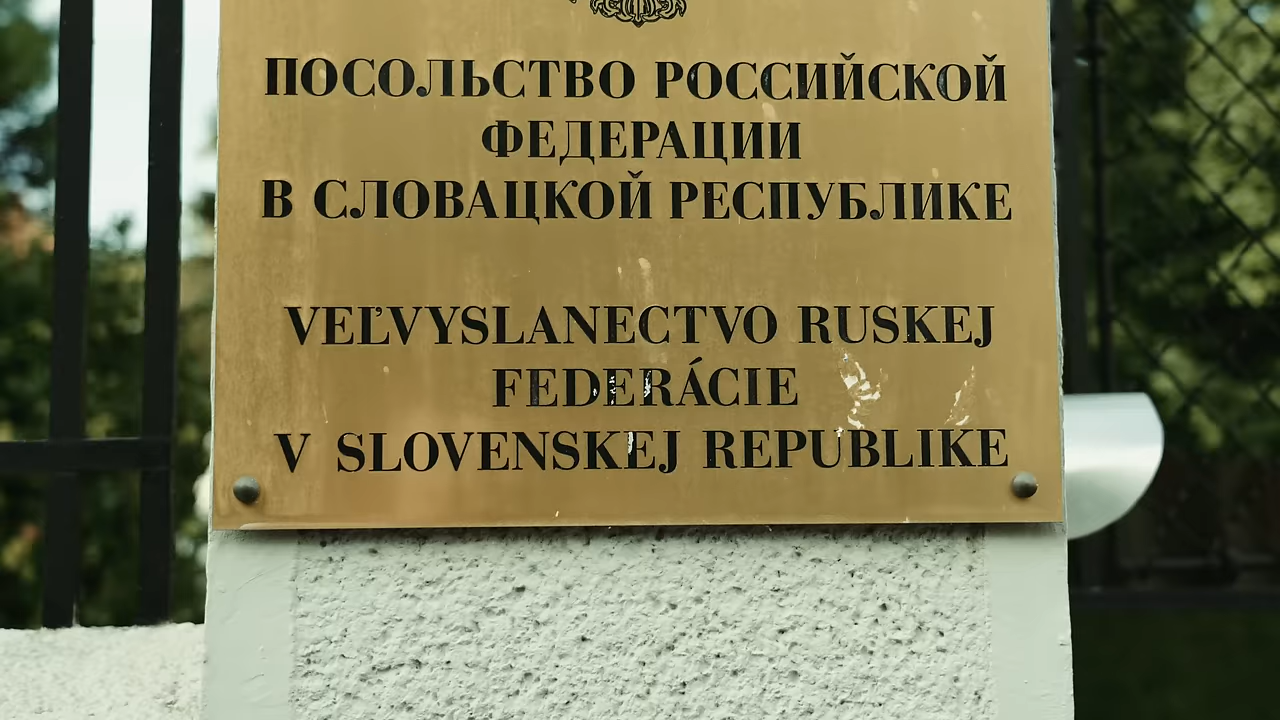 ПОСОЛЬСТВО РОССИЙСКОЙ
ФЕДЕРАЦИИ
В СЛОВАЦКОЙ РЕСПУБЛИКЕ
VEĽVYSLANECTVO RUSKEJ
FEDERÁCIE
V SLOVENSKEJ REPUBLIKE